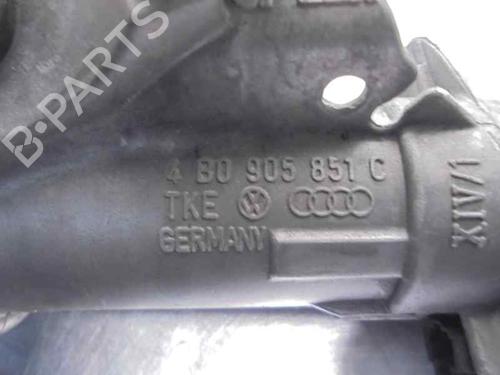 4 B0 905 851 C
TKE
GERMANY
XIV/1
B-PARTS